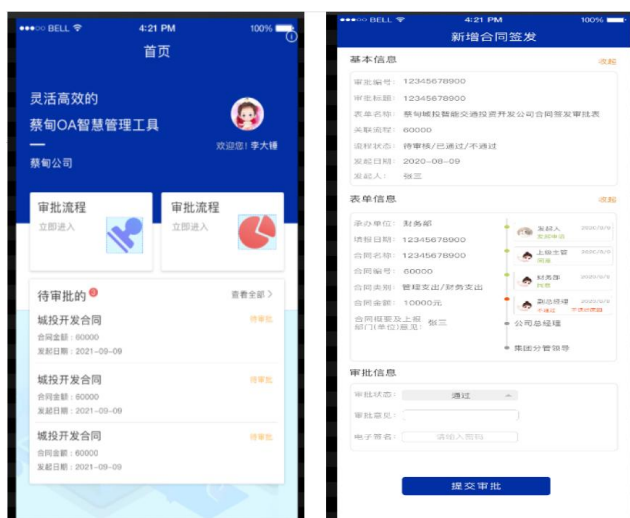 BELL 4:21 PM 100%
首页
灵活高效的
蔡甸OA智慧管理工具
欢迎您! 李大锤
蔡甸公司
审批流程
立即进入
审批流程
立即进入
待审批的
查看全部
城投开发合同 待审批
合同金额：60000
发起日期：2021-09-09
城投开发合同 待审批
合同金额：60000
发起日期：2021-09-09
城投开发合同 待审批
合同金额：60000
发起日期：2021-09-09
BELL 4:21 PM 100%
新增合同签发
基本信息 收起
审批编号： 12345678900
审批标题： 12345678900
表单名称： 蔡甸城投智能交通投资开发公司合同签发审批表
关联流程： 60000
流程状态： 待审核/已通过/不通过
发起日期： 2020-08-09
发起人： 张三
表单信息 收起
承办单位： 财务部
填报日期： 12345678900
合同名称： 12345678900
合同编号： 60000
合同类别： 管理支出/财务支出
合同金额： 10000元
合同概要及上报
部门(单位)意见： 张三
发起人
发起申请
上级主管
同意
财务部
同意
副总经理
不通过
公司总经理
集团分管领导
审批信息
审批状态： 通过
审批意见：
电子签名： 请输入密码
提交审批